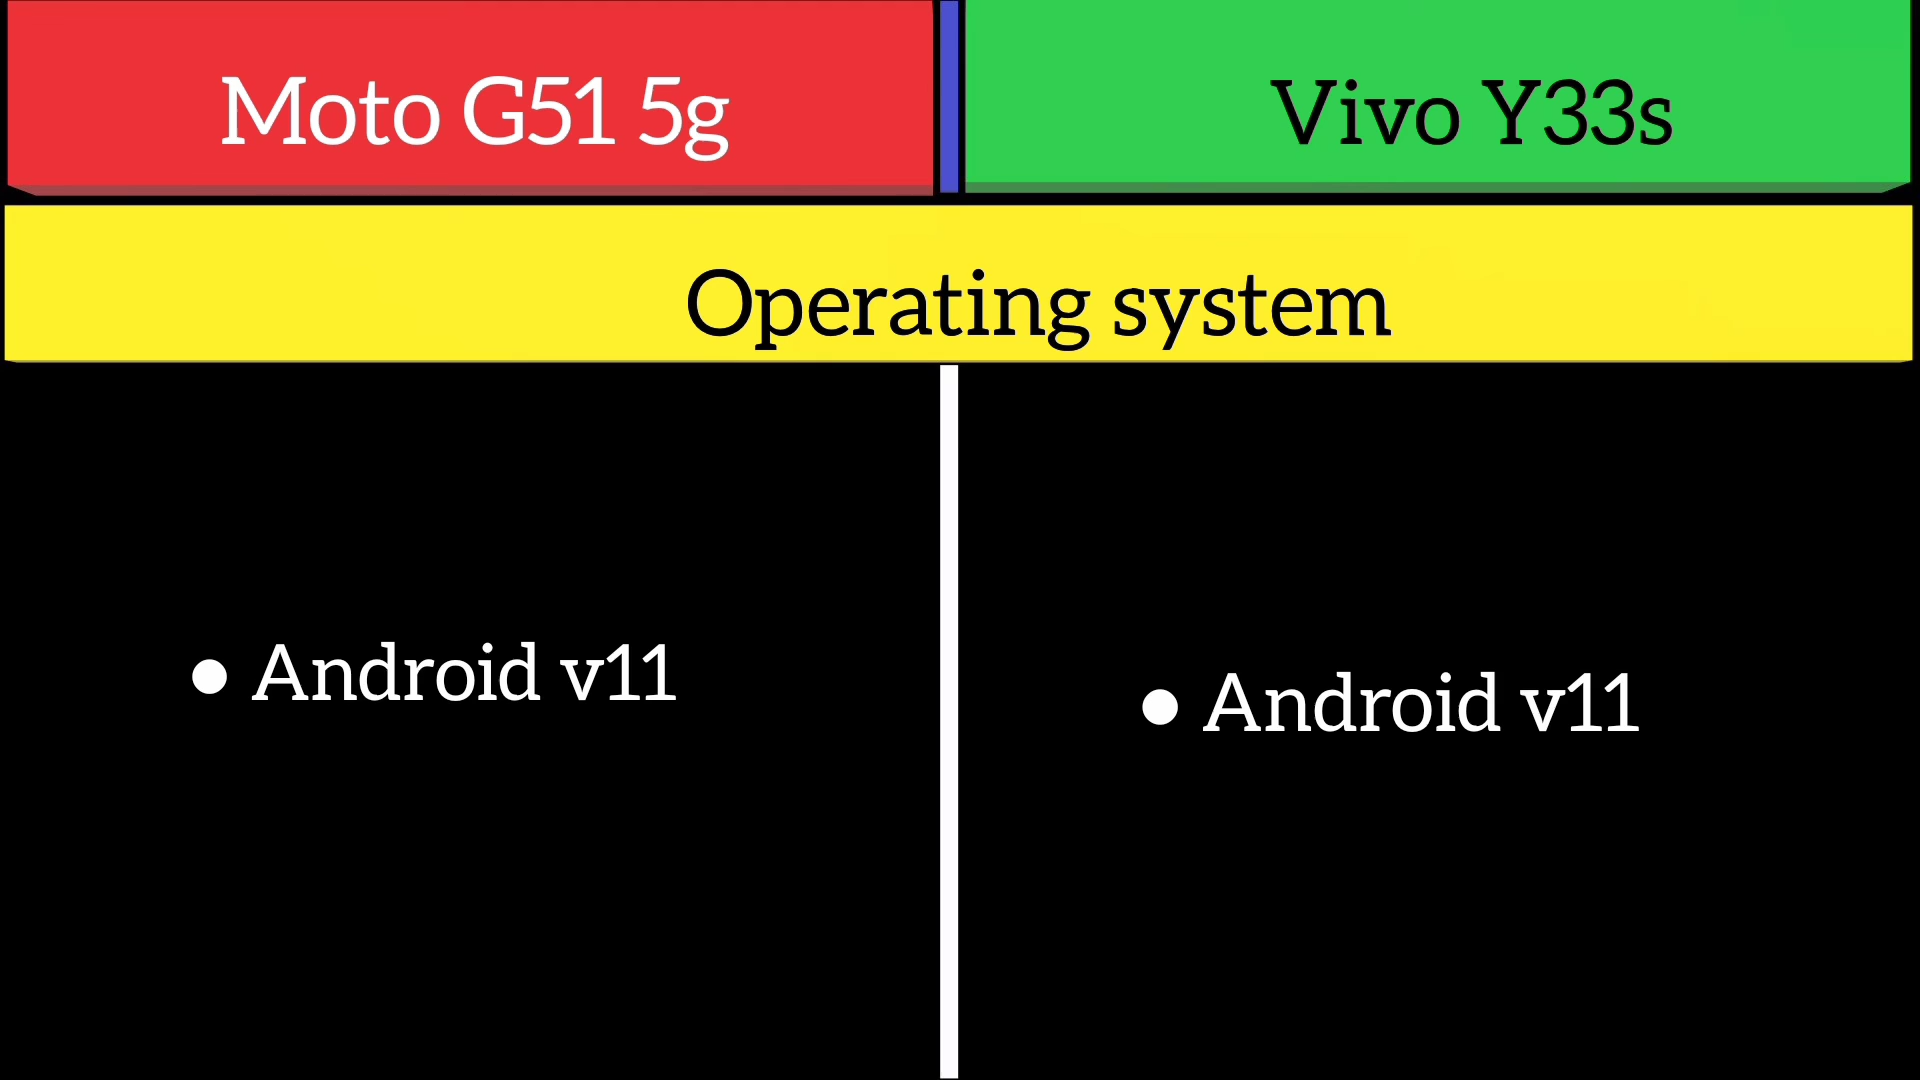 Moto G51 5g
Vivo Y33s
Operating system
● Android v11
● Android v11